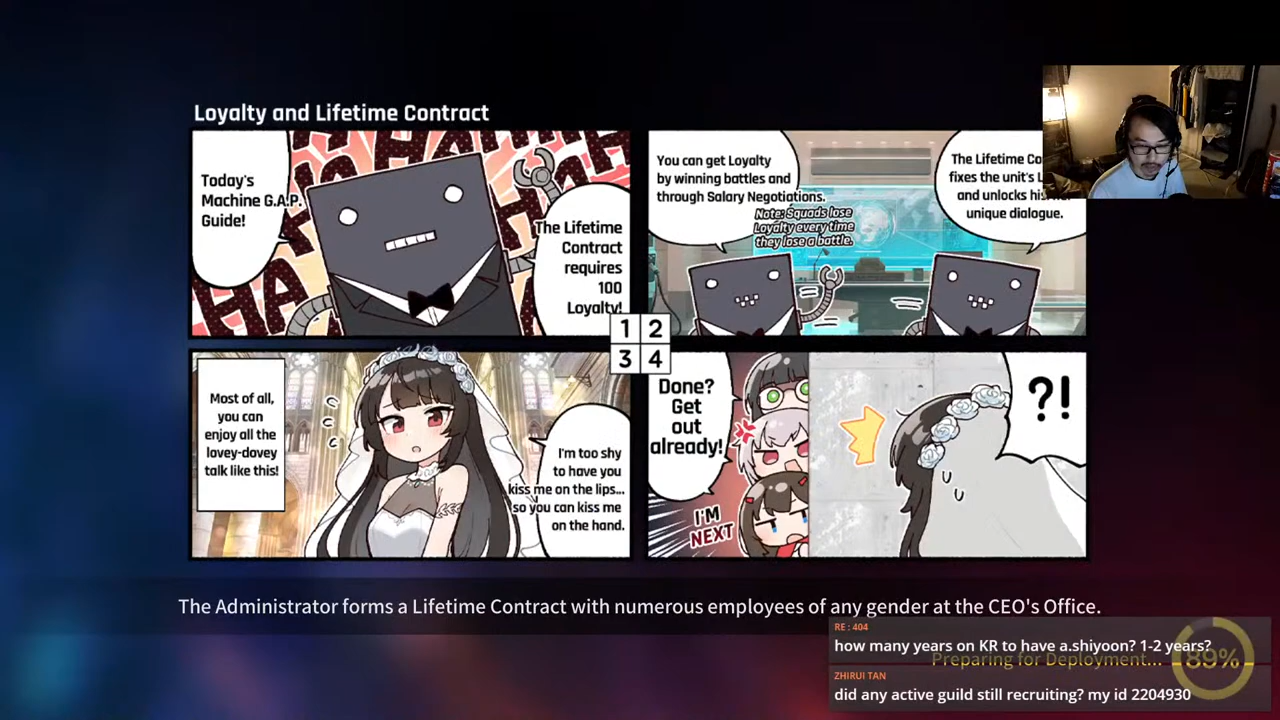 Loyalty and Lifetime Contract
HAHAHAHA
Today's
Machine G.A.P.
Guide!
The Lifetime
Contract
requires
100
Loyalty!
You can get Loyalty
by winning battles and
through Salary Negotiations.
Note: Squads lose
Loyalty every time
they lose a battle.
The Lifetime Co
fixes the unit's L
and unlocks his
unique dialogue.
1 2
3 4
Most of all,
you can
enjoy all the
lovey-dovey
talk like this!
I'm too shy
to have you
kiss me on the lips...
so you can kiss me
on the hand.
Done?
Get
out
already!
I'M
NEXT
?!
The Administrator forms a Lifetime Contract with numerous employees of any gender at the CEO's Office.
RE : 404
how many years on KR to have a.shiyoon? 1-2 years?
Preparing for Deployment...
89%
ZHIRUI TAN
did any active guild still recruiting? my id 2204930